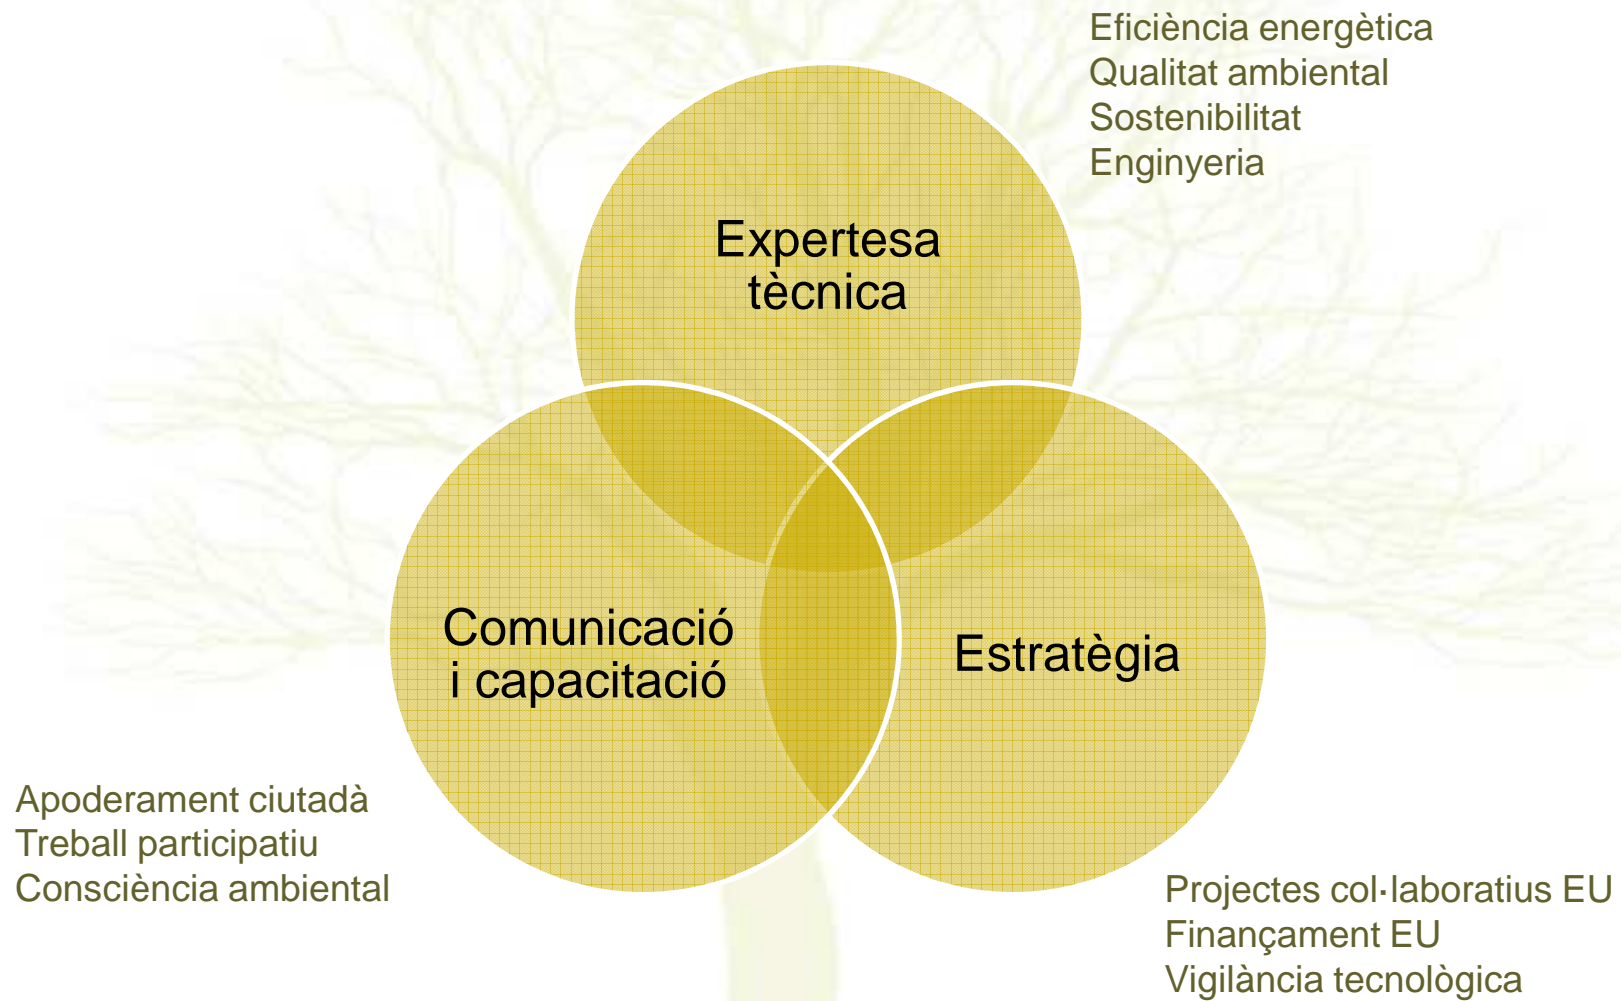 Eficiència energètica
Qualitat ambiental
Sostenibilitat
Enginyeria
Expertesa
tècnica
Comunicació
i capacitació
Estratègia
Apoderament ciutadà
Treball participatiu
Consciència ambiental
Projectes col·laboratius EU
Finançament EU
Vigilància tecnològica